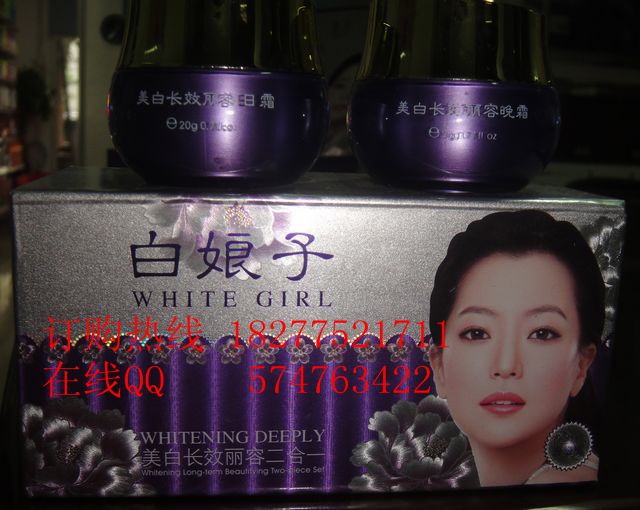 美白长效丽容日霜
℮20g
美白长效丽容晚霜
fl oz
白娘子
WHITE GIRL
订购热线 18277521711
在线QQ 574763422
WHITENING DEEPLY
美白长效丽容二合一
Whitening Long-term Beautifying Two-Piece Set